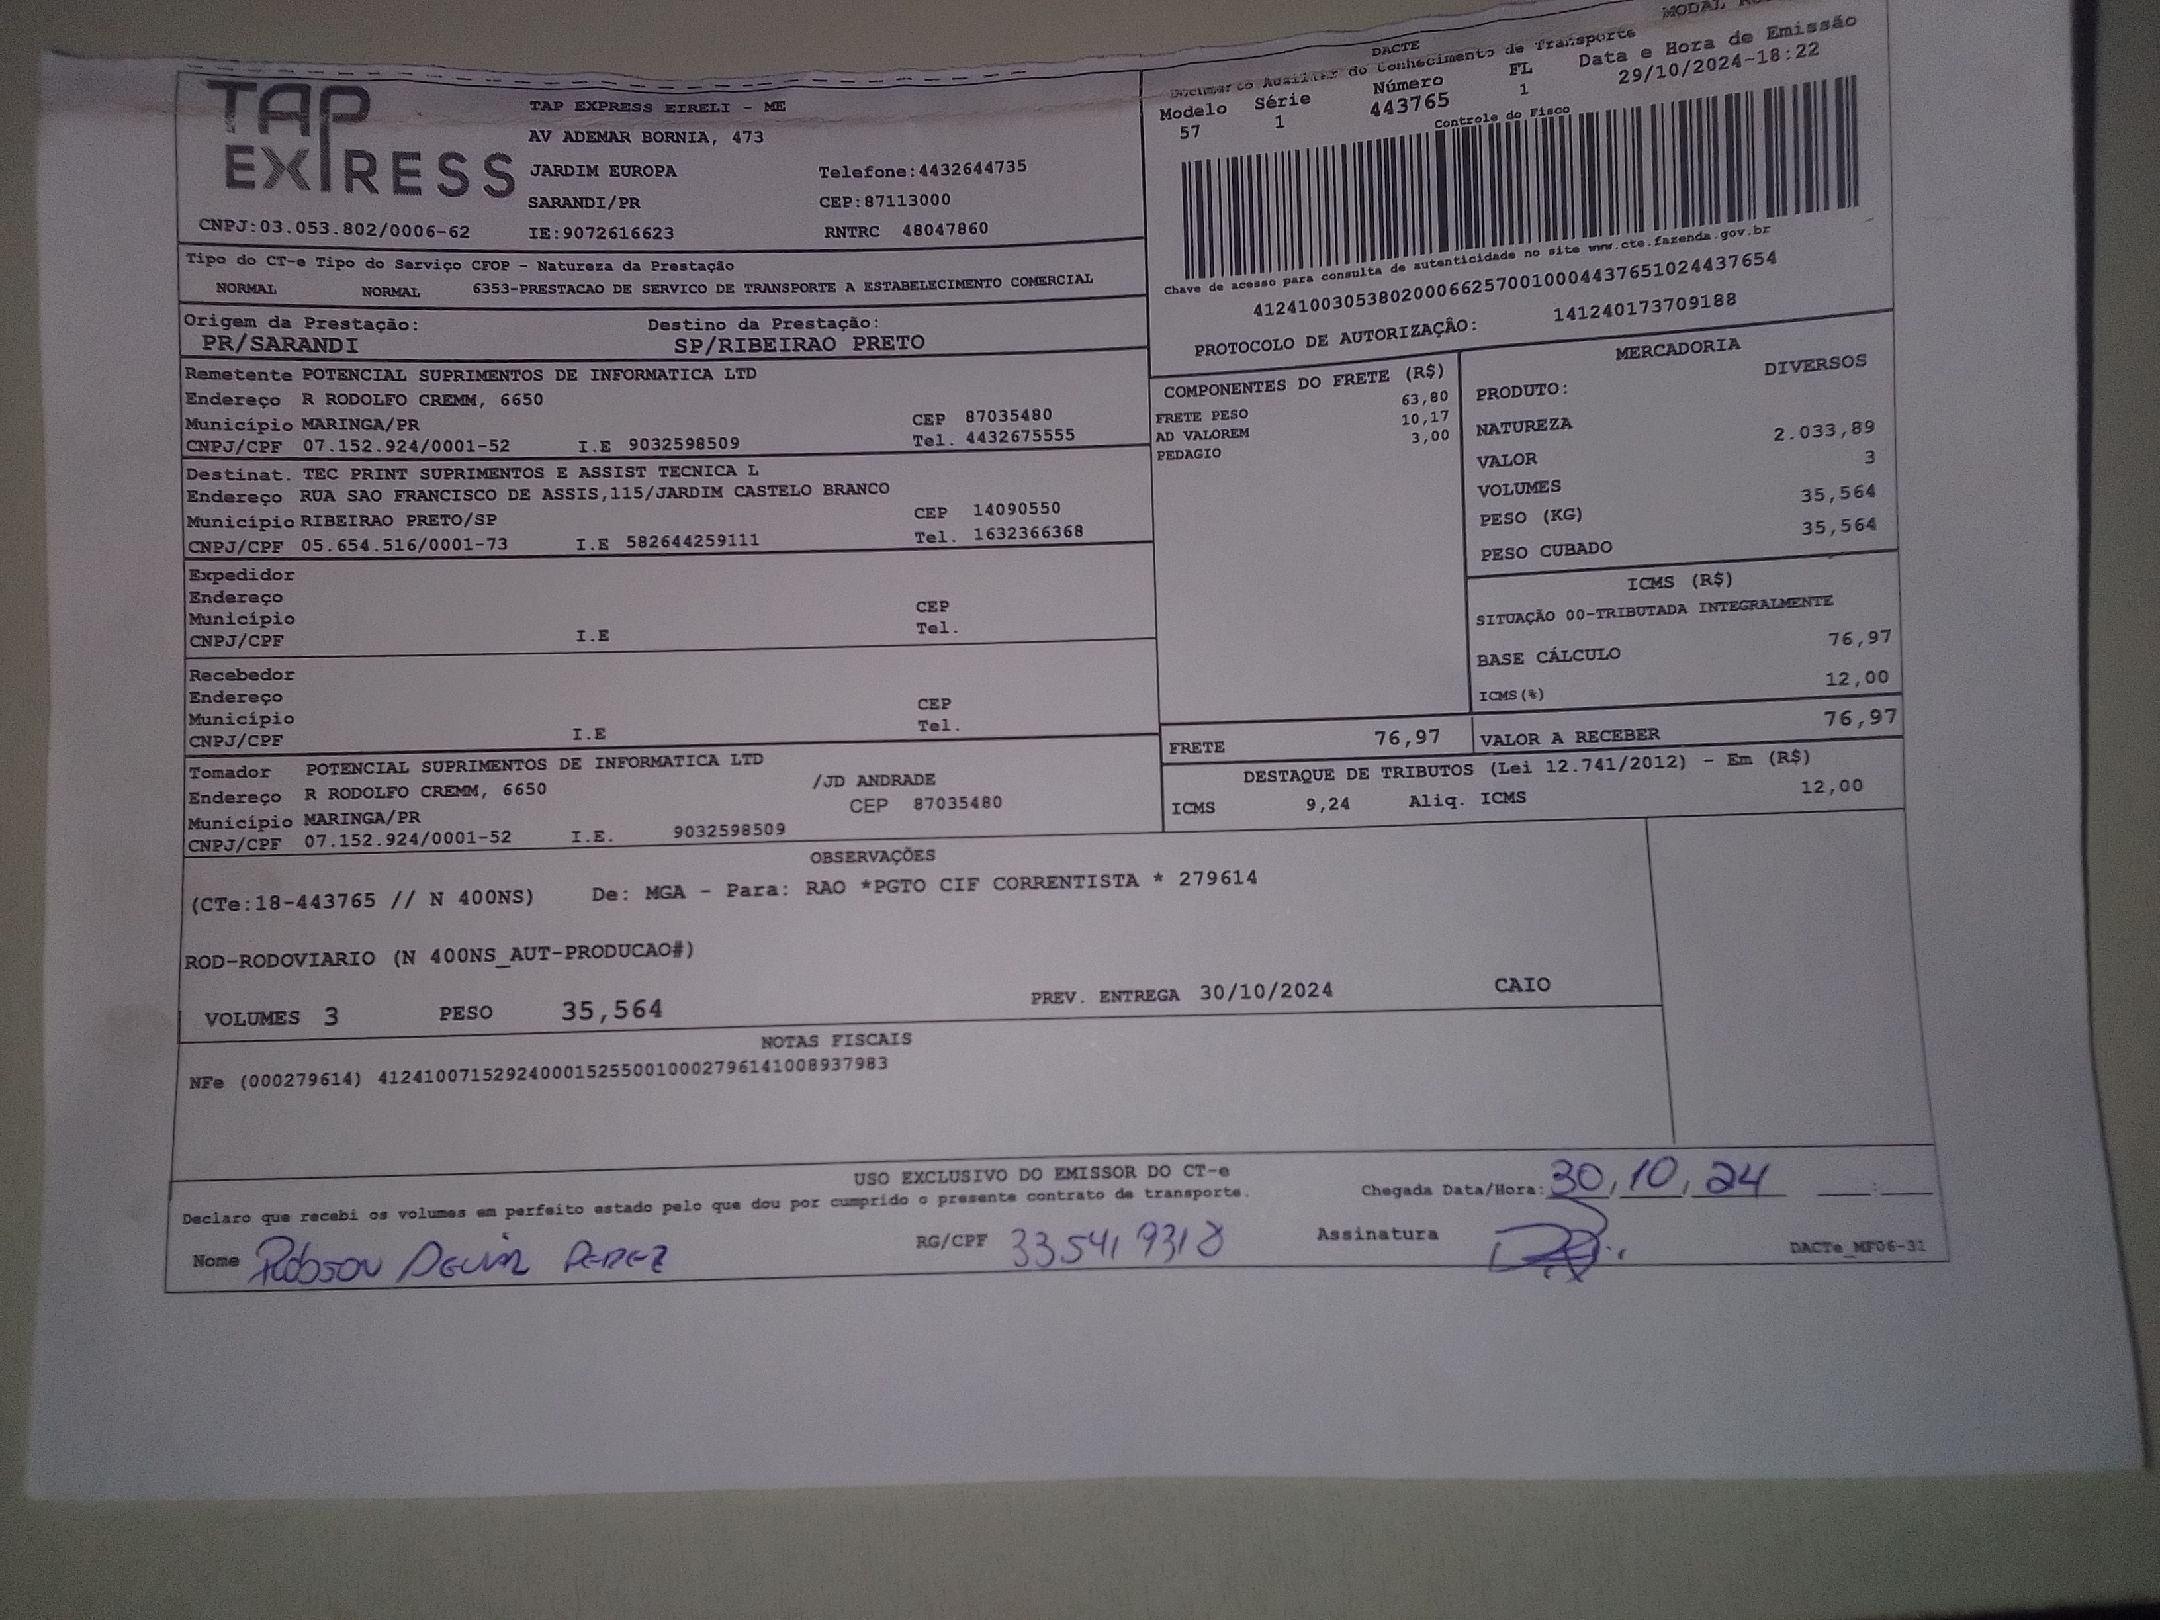 DACTE
Documento Auxiliar do Conhecimento de Transporte
MODAL
Modelo Série Número FL Data e Hora de Emissão
57 1 443765 1 29/10/2024-18:22
Controle do Fisco
Chave de acesso para consulta de autenticidade no site www.cte.fazenda.gov.br
41241003053802000662570010004437651024437654
PROTOCOLO DE AUTORIZAÇÂO: 141240173709188
TAP EXPRESS
TAP EXPRESS EIRELI - ME
AV ADEMAR BORNIA, 473
JARDIM EUROPA Telefone:4432644735
SARANDI/PR CEP:87113000
CNPJ:03.053.802/0006-62 IE:9072616623 RNTRC 48047860
Tipo do CT-e Tipo do Serviço CFOP - Natureza da Prestação
NORMAL NORMAL 6353-PRESTACAO DE SERVICO DE TRANSPORTE A ESTABELECIMENTO COMERCIAL
Origem da Prestação: Destino da Prestação:
PR/SARANDI SP/RIBEIRAO PRETO
Remetente POTENCIAL SUPRIMENTOS DE INFORMATICA LTD
Endereço R RODOLFO CREMM, 6650
Município MARINGA/PR CEP 87035480
CNPJ/CPF 07.152.924/0001-52 I.E 9032598509 Tel. 4432675555
Destinat. TEC PRINT SUPRIMENTOS E ASSIST TECNICA L
Endereço RUA SAO FRANCISCO DE ASSIS,115/JARDIM CASTELO BRANCO
Município RIBEIRAO PRETO/SP CEP 14090550
CNPJ/CPF 05.654.516/0001-73 I.E 582644259111 Tel. 1632366368
Expedidor
Endereço
Município CEP
CNPJ/CPF I.E Tel.
Recebedor
Endereço
Município CEP
CNPJ/CPF I.E Tel.
Tomador POTENCIAL SUPRIMENTOS DE INFORMATICA LTD
Endereço R RODOLFO CREMM, 6650 /JD ANDRADE
Município MARINGA/PR CEP 87035480
CNPJ/CPF 07.152.924/0001-52 I.E. 9032598509
COMPONENTES DO FRETE (R$)
FRETE PESO 63,80
AD VALOREM 10,17
PEDAGIO 3,00
FRETE 76,97
MERCADORIA
PRODUTO: DIVERSOS
NATUREZA
VALOR 2.033,89
VOLUMES 3
PESO (KG) 35,564
PESO CUBADO 35,564
ICMS (R$)
SITUAÇÃO 00-TRIBUTADA INTEGRALMENTE
BASE CÁLCULO 76,97
ICMS(%) 12,00
VALOR A RECEBER 76,97
DESTAQUE DE TRIBUTOS (Lei 12.741/2012) - Em (R$)
ICMS 9,24 Aliq. ICMS 12,00
OBSERVAÇÕES
(CTe:18-443765 // N 400NS) De: MGA - Para: RAO *PGTO CIF CORRENTISTA * 279614
ROD-RODOVIARIO (N 400NS_AUT-PRODUCAO#)
VOLUMES 3 PESO 35,564 PREV. ENTREGA 30/10/2024 CAIO
NOTAS FISCAIS
NFe (000279614) 41241007152924000152550010002796141008937983
USO EXCLUSIVO DO EMISSOR DO CT-e
Declaro que recebi os volumes em perfeito estado pelo que dou por cumprido o presente contrato de transporte.
Chegada Data/Hora: 30,10,24 __:__
Nome Robson Perez RG/CPF 335419318 Assinatura
DACTe_MF06-31